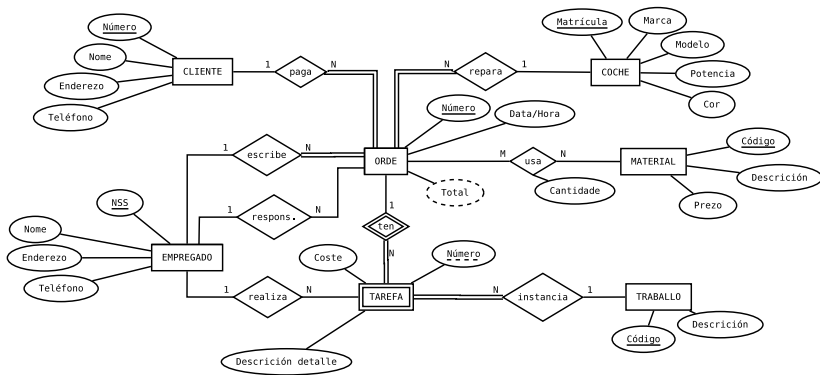 Número
Matrícula
Marca
Nome
Modelo
1
N
N
1
CLIENTE
paga
repara
COCHE
Potencia
Enderezo
Teléfono
Número
Cor
Data/Hora
1
N
M
N
Código
escribe
ORDE
usa
MATERIAL
Descrición
Total
Cantidade
Prezo
NSS
1
N
1
respons.
ten
Nome
N
Coste
Número
Enderezo
EMPREGADO
Teléfono
1
N
N
1
realiza
TAREFA
instancia
TRABALLO
Descrición
Código
Descrición detalle